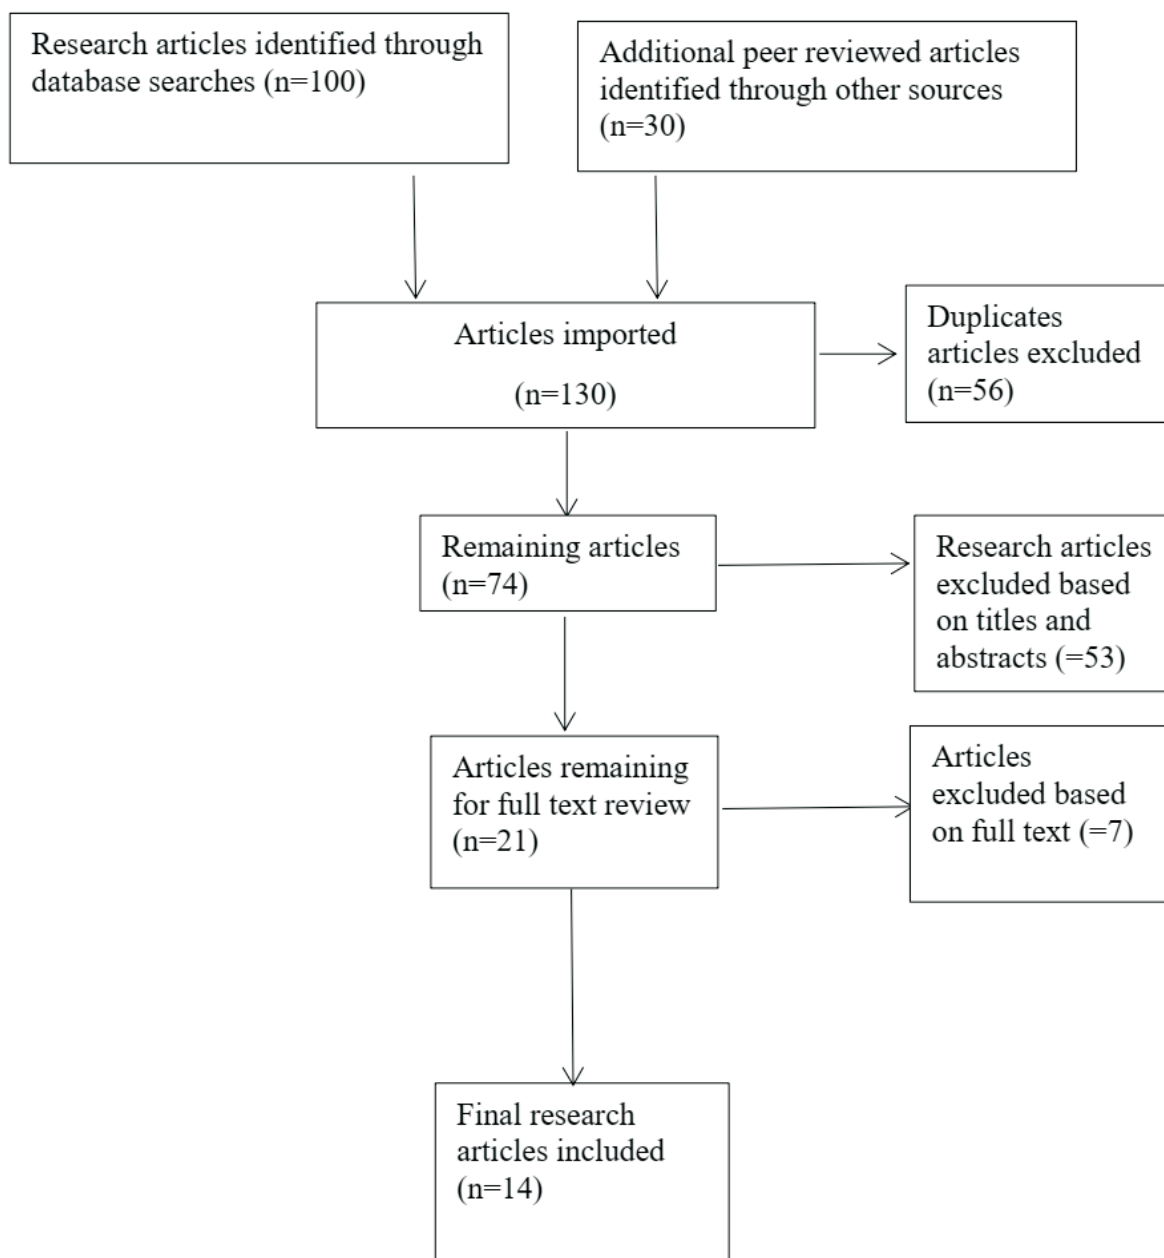 Research articles identified through
database searches (n=100)
Additional peer reviewed articles
identified through other sources
(n=30)
Articles imported
(n=130)
Duplicates
articles excluded
(n=56)
Remaining articles
(n=74)
Research articles
excluded based
on titles and
abstracts (=53)
Articles remaining
for full text review
(n=21)
Articles
excluded based
on full text (=7)
Final research
articles included
(n=14)